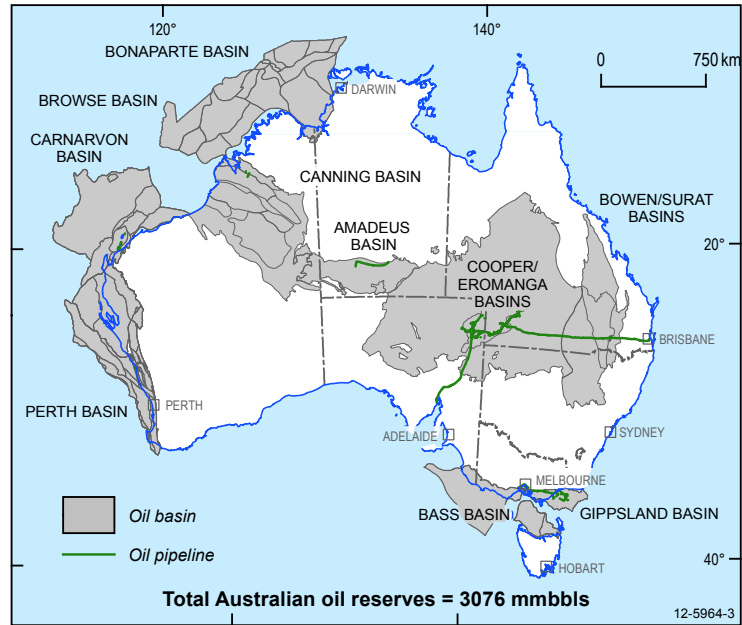 120°
140°
BONAPARTE BASIN
0
750 km
DARWIN
BROWSE BASIN
CARNARVON
BASIN
CANNING BASIN
BOWEN/SURAT
BASINS
AMADEUS
BASIN
20°
COOPER/
EROMANGA
BASINS
BRISBANE
PERTH
PERTH BASIN
ADELAIDE
SYDNEY
MELBOURNE
BASS BASIN
GIPPSLAND BASIN
Oil basin
Oil pipeline
40°
HOBART
Total Australian oil reserves = 3076 mmbbls
12-5964-3